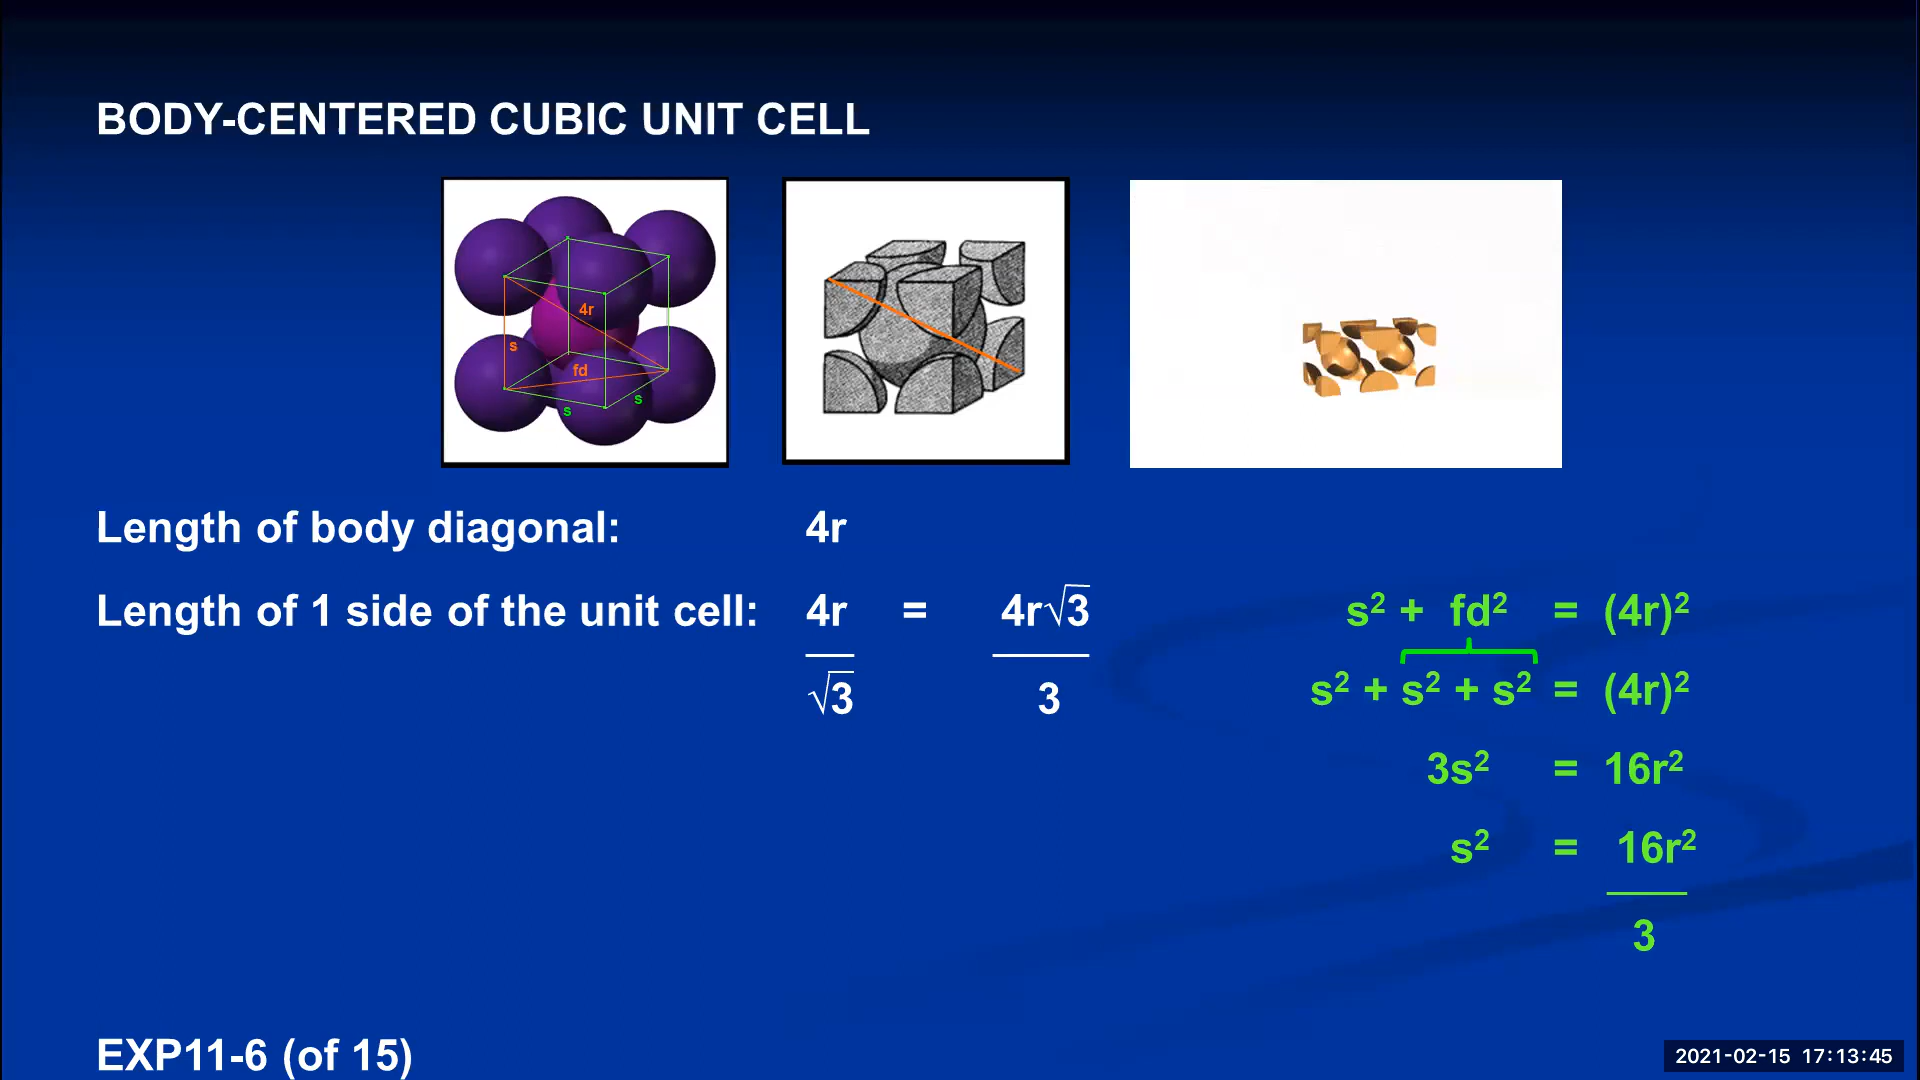 BODY-CENTERED CUBIC UNIT CELL
4r
s
fd
s
s
Length of body diagonal: 4r
Length of 1 side of the unit cell: 4r = 4r√3
√3 3
s² + fd² = (4r)²
s² + s² + s² = (4r)²
3s² = 16r²
s² = 16r²
3
EXP11-6 (of 15)
2021-02-15 17:13:45